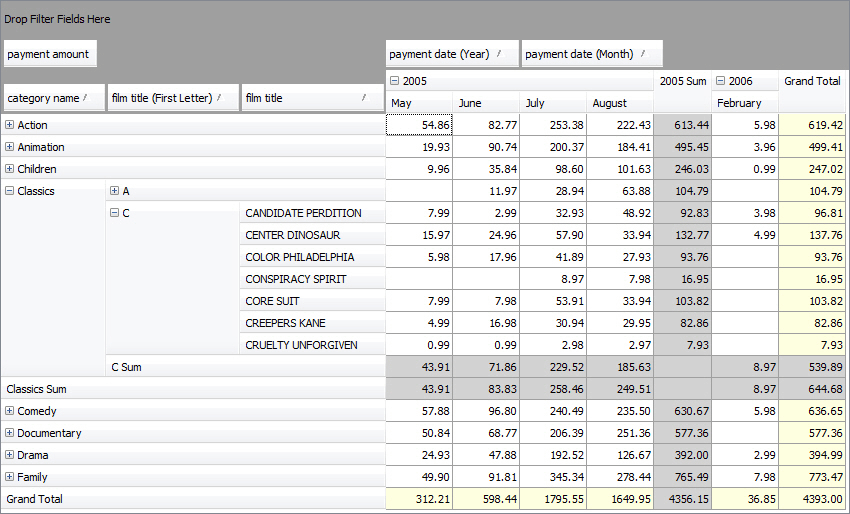 Drop Filter Fields Here
payment amount payment date (Year) payment date (Month)
category name film title (First Letter) film title 2005 2005 Sum 2006 Grand Total
May June July August February
Action 54.86 82.77 253.38 222.43 613.44 5.98 619.42
Animation 19.93 90.74 200.37 184.41 495.45 3.96 499.41
Children 9.96 35.84 98.60 101.63 246.03 0.99 247.02
Classics A 11.97 28.94 63.88 104.79 104.79
C CANDIDATE PERDITION 7.99 2.99 32.93 48.92 92.83 3.98 96.81
CENTER DINOSAUR 15.97 24.96 57.90 33.94 132.77 4.99 137.76
COLOR PHILADELPHIA 5.98 17.96 41.89 27.93 93.76 93.76
CONSPIRACY SPIRIT 8.97 7.98 16.95 16.95
CORE SUIT 7.99 7.98 53.91 33.94 103.82 103.82
CREEPERS KANE 4.99 16.98 30.94 29.95 82.86 82.86
CRUELTY UNFORGIVEN 0.99 0.99 2.98 2.97 7.93 7.93
C Sum 43.91 71.86 229.52 185.63 8.97 539.89
Classics Sum 43.91 83.83 258.46 249.51 8.97 644.68
Comedy 57.88 96.80 240.49 235.50 630.67 5.98 636.65
Documentary 50.84 68.77 206.39 251.36 577.36 577.36
Drama 24.93 47.88 192.52 126.67 392.00 2.99 394.99
Family 49.90 91.81 345.34 278.44 765.49 7.98 773.47
Grand Total 312.21 598.44 1795.55 1649.95 4356.15 36.85 4393.00